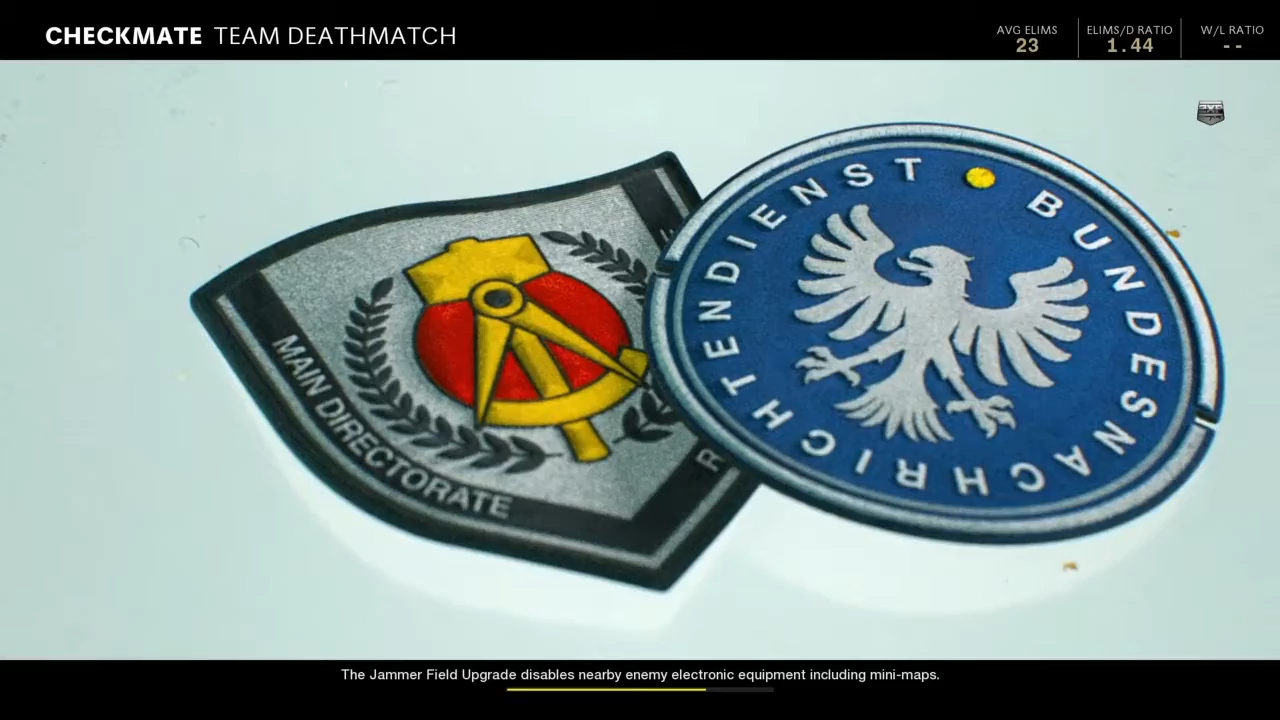 CHECKMATE TEAM DEATHMATCH
AVG ELIMS
23
ELIMS/D RATIO
1.44
W/L RATIO
--
2XP
MAIN DIRECTORATE
R
BUNDESNACHRICHTENDIENST
The Jammer Field Upgrade disables nearby enemy electronic equipment including mini-maps.